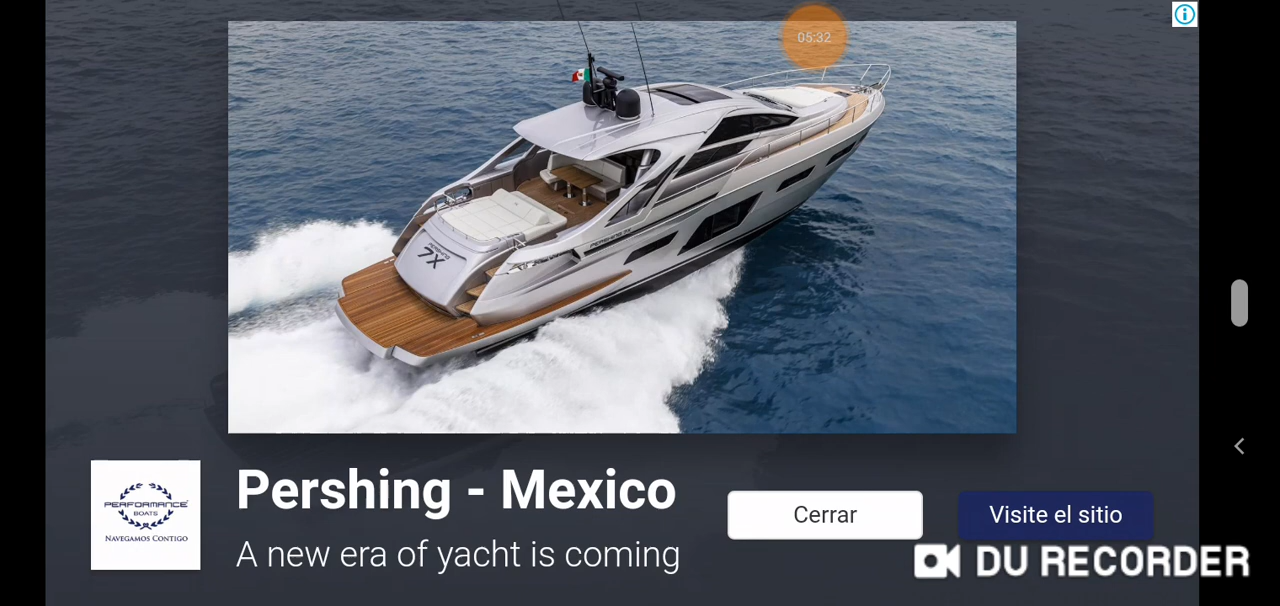 05:32
7X
PERFORMANCE
BOATS
NAVEGAMOS CONTIGO
Pershing - Mexico
A new era of yacht is coming
Cerrar
Visite el sitio
DU RECORDER